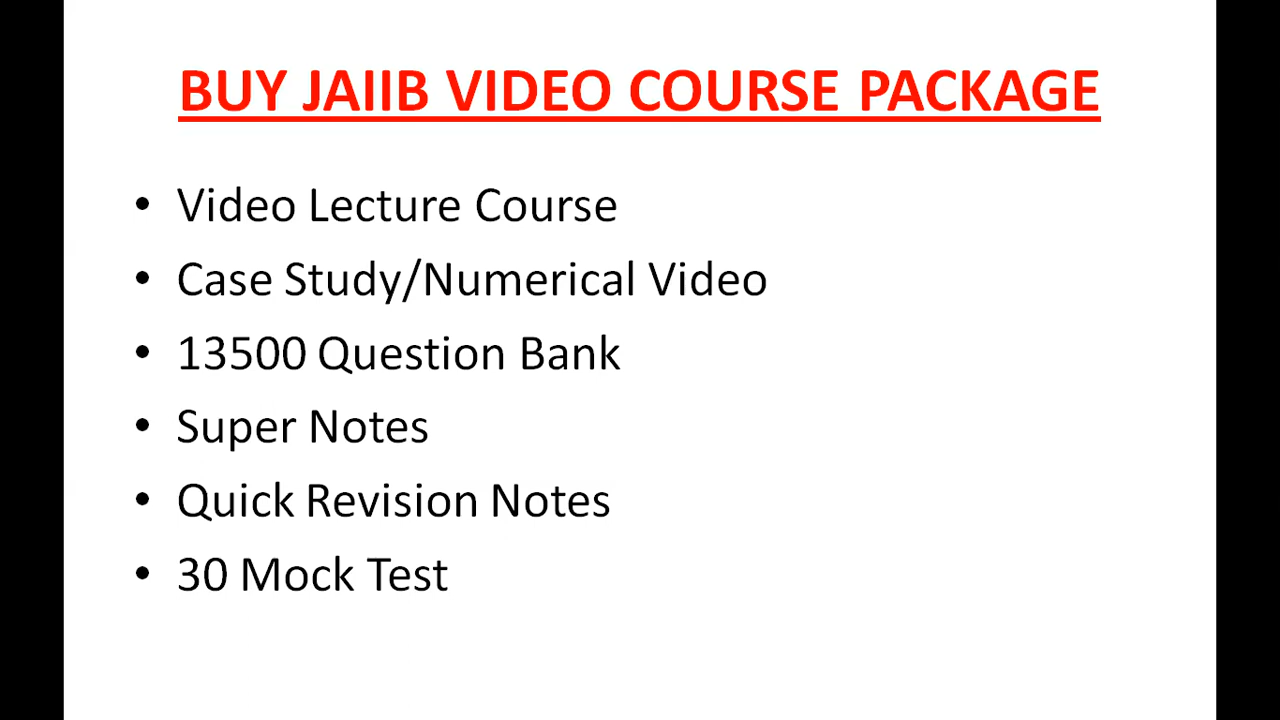 BUY JAIIB VIDEO COURSE PACKAGE
• Video Lecture Course
• Case Study/Numerical Video
• 13500 Question Bank
• Super Notes
• Quick Revision Notes
• 30 Mock Test